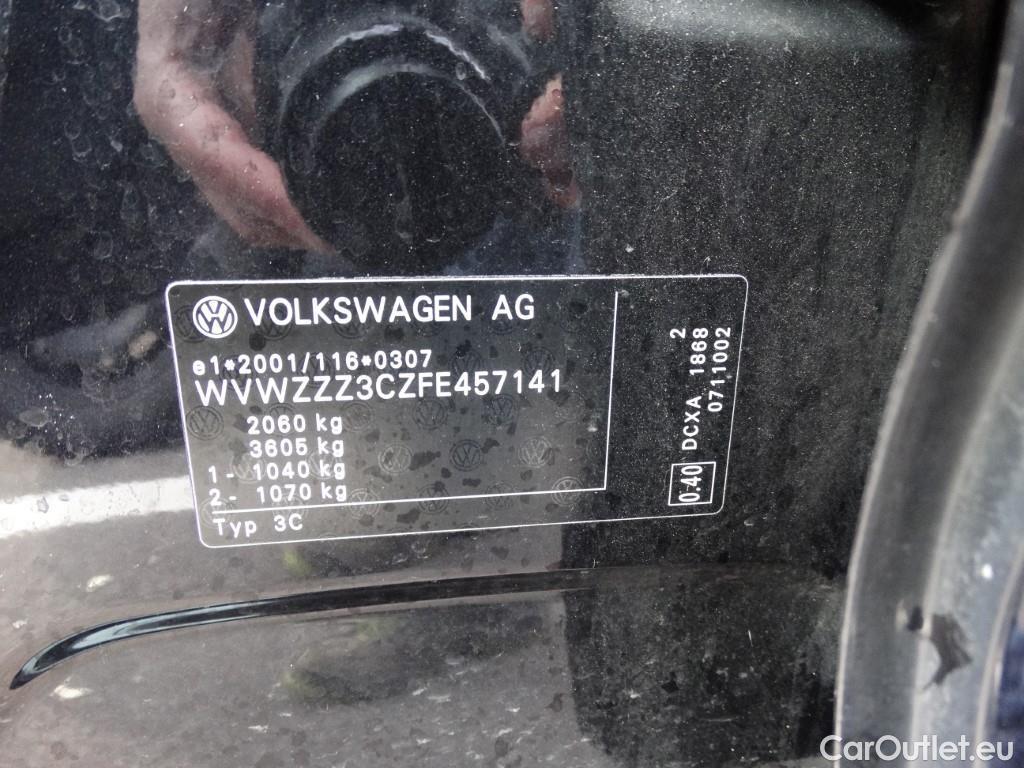 VOLKSWAGEN AG
e1*2001/116*0307
WVWZZZ3CZFE457141
2060 kg
3605 kg
1 - 1040 kg
2 - 1070 kg
Typ 3C
2
0.40 DCXA 1868
0711002
CarOutlet.eu